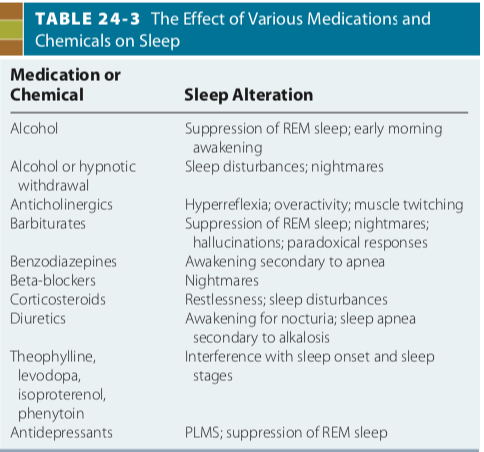 TABLE 24-3 The Effect of Various Medications and
Chemicals on Sleep
Medication or
Chemical
Sleep Alteration
Alcohol
Suppression of REM sleep; early morning
awakening
Alcohol or hypnotic
withdrawal
Sleep disturbances; nightmares
Anticholinergics
Hyperreflexia; overactivity; muscle twitching
Barbiturates
Suppression of REM sleep; nightmares;
hallucinations; paradoxical responses
Benzodiazepines
Awakening secondary to apnea
Beta-blockers
Nightmares
Corticosteroids
Restlessness; sleep disturbances
Diuretics
Awakening for nocturia; sleep apnea
secondary to alkalosis
Theophylline,
levodopa,
isoproterenol,
phenytoin
Interference with sleep onset and sleep
stages
Antidepressants
PLMS; suppression of REM sleep